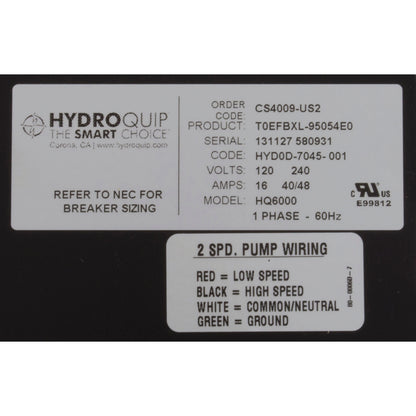 HYDROQUIP
THE SMART CHOICE
Corona, CA | www.hydroquip.com
REFER TO NEC FOR
BREAKER SIZING
ORDER CODE: CS4009-US2
PRODUCT: T0EFBXL-95054E0
SERIAL: 131127 580931
CODE: HYD0D-7045-001
VOLTS: 120 240
AMPS: 16 40/48
MODEL: HQ6000
1 PHASE - 60Hz
C UL US
E99812
2 SPD. PUMP WIRING
RED = LOW SPEED
BLACK = HIGH SPEED
WHITE = COMMON/NEUTRAL
GREEN = GROUND